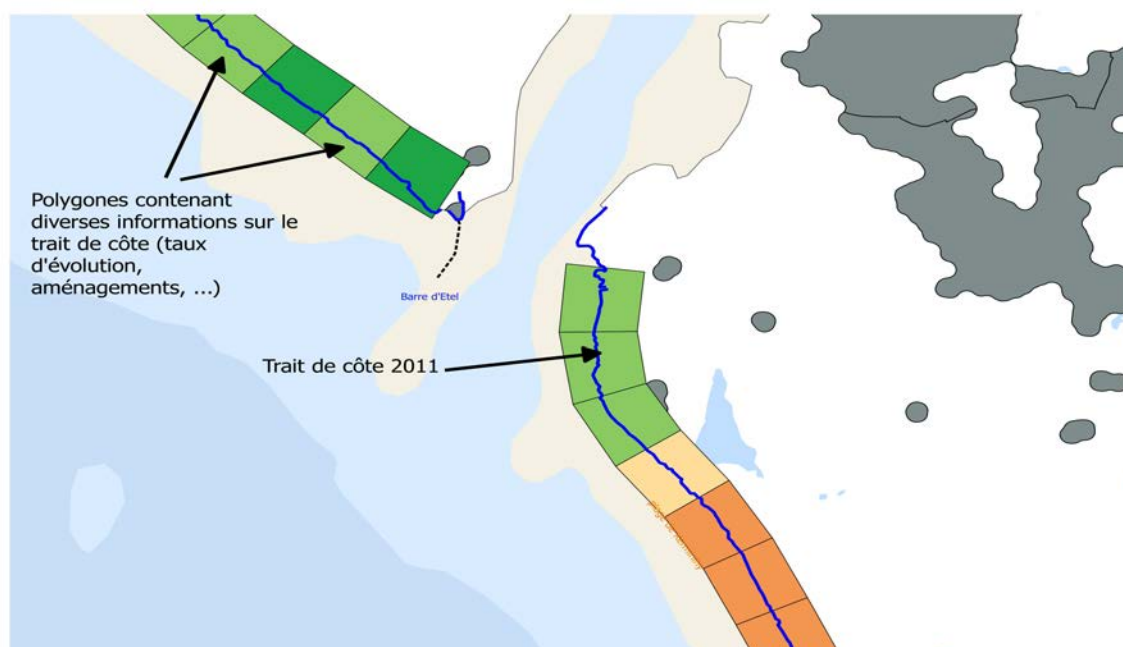 Polygones contenant
diverses informations sur le
trait de côte (taux
d'évolution,
aménagements, ...)
Barre d'Etel
Trait de côte 2011